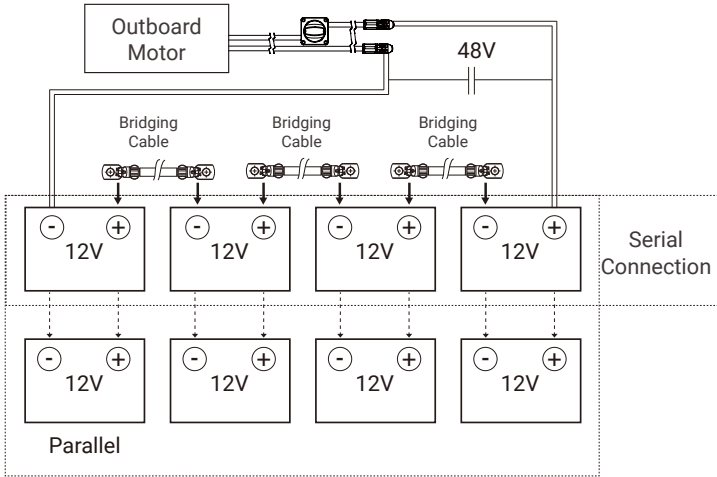 Outboard
Motor
48V
Bridging
Cable
Bridging
Cable
Bridging
Cable
- + - + - + - +
12V 12V 12V 12V
Serial
Connection
- + - + - + - +
12V 12V 12V 12V
Parallel